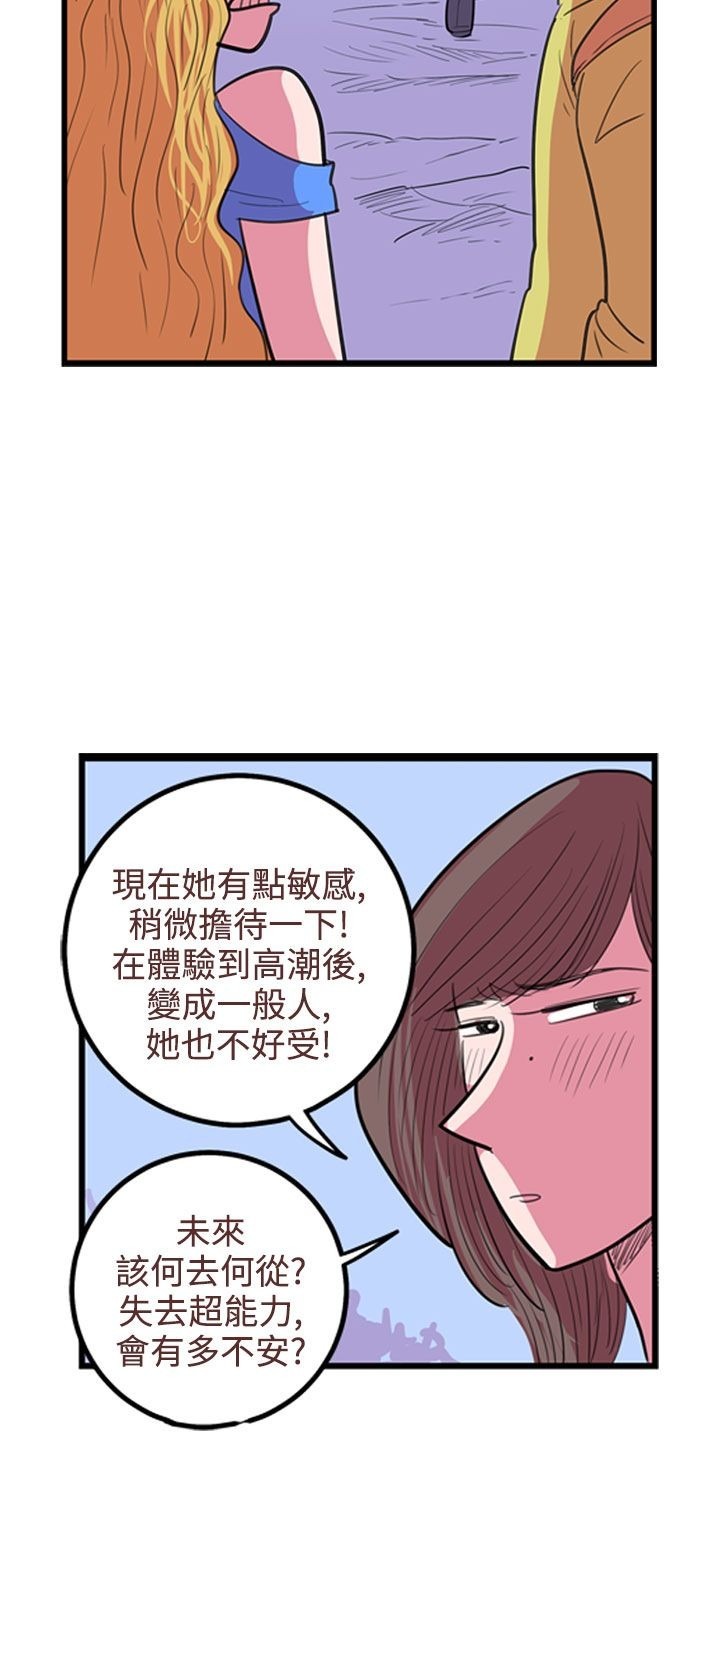 現在她有點敏感,
稍微擔待一下!
在體驗到高潮後,
變成一般人,
她也不好受!
未來
該何去何從?
失去超能力,
會有多不安?